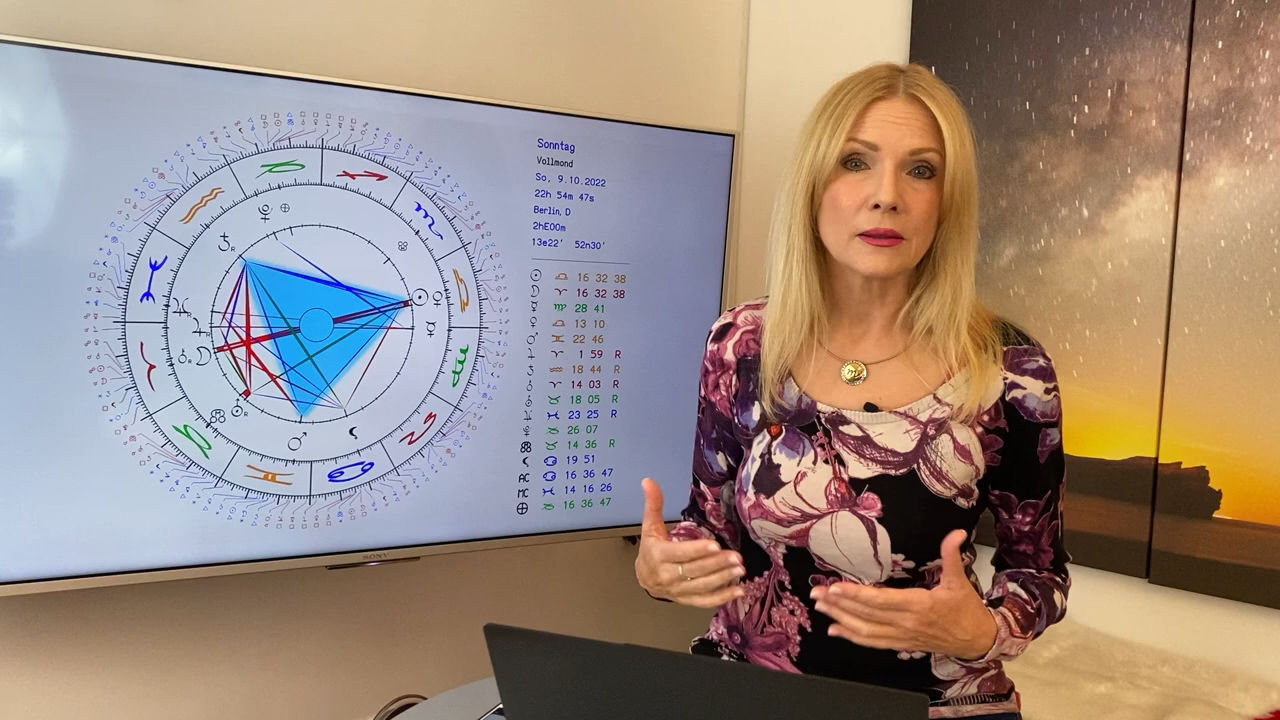 Sonntag
Vollmond
So, 9.10.2022
22h 54m 47s
Berlin, D
2hE00m
13e22' 52n30'
☉ ♎ 16 32 38
☽ ♈ 16 32 38
☿ ♍ 28 41
♀ ♎ 13 10
♂ ♊ 22 46
♃ ♈ 1 59 R
♄ ♒ 18 44 R
⚷ ♈ 14 03 R
♅ ♉ 18 05 R
♆ ♓ 23 25 R
♇ ♑ 26 07
☊ ♉ 14 36 R
⚸ ♋ 19 51
AC ♋ 16 36 47
MC ♓ 14 16 26
⊕ ♑ 16 36 47
SONY